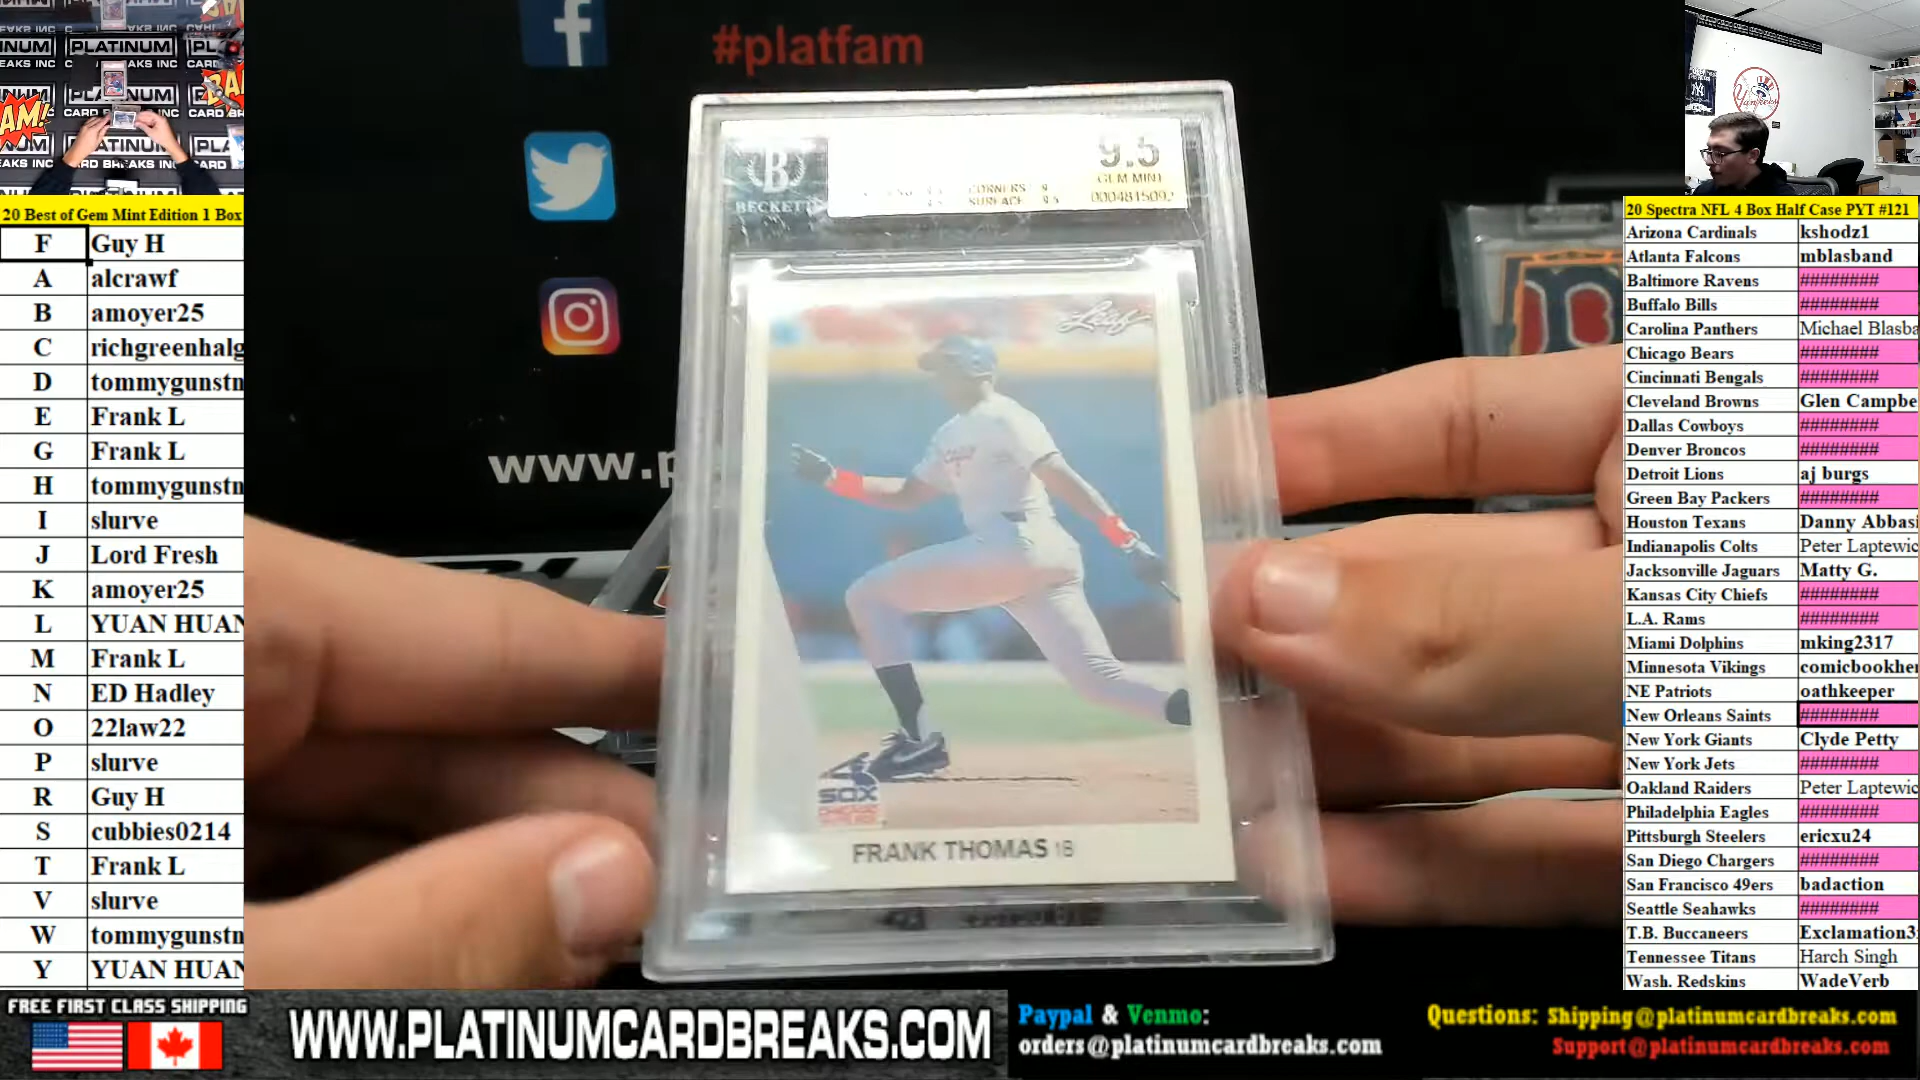 #platfam
www.p
BECKETT
9.5
GEM MINT
0004815092
CORNERS 9
SURFACE 9.5
Leaf
SOX
FRANK THOMAS 1B
PLATINUM
CARD BREAKS INC
BAM!
Yankees
20 Best of Gem Mint Edition 1 Box
F Guy H
A alcrawf
B amoyer25
C richgreenhalg
D tommygunstn
E Frank L
G Frank L
H tommygunstn
I slurve
J Lord Fresh
K amoyer25
L YUAN HUAN
M Frank L
N ED Hadley
O 22law22
P slurve
R Guy H
S cubbies0214
T Frank L
V slurve
W tommygunstn
Y YUAN HUAN
20 Spectra NFL 4 Box Half Case PYT #121
Arizona Cardinals kshodz1
Atlanta Falcons mblasband
Baltimore Ravens ########
Buffalo Bills ########
Carolina Panthers Michael Blasba
Chicago Bears ########
Cincinnati Bengals ########
Cleveland Browns Glen Campbe
Dallas Cowboys ########
Denver Broncos ########
Detroit Lions aj burgs
Green Bay Packers ########
Houston Texans Danny Abbasi
Indianapolis Colts Peter Laptewic
Jacksonville Jaguars Matty G.
Kansas City Chiefs ########
L.A. Rams ########
Miami Dolphins mking2317
Minnesota Vikings comicbookher
NE Patriots oathkeeper
New Orleans Saints ########
New York Giants Clyde Petty
New York Jets ########
Oakland Raiders Peter Laptewic
Philadelphia Eagles ########
Pittsburgh Steelers ericxu24
San Diego Chargers ########
San Francisco 49ers badaction
Seattle Seahawks ########
T.B. Buccaneers Exclamation3
Tennessee Titans Harch Singh
Wash. Redskins WadeVerb
FREE FIRST CLASS SHIPPING
WWW.PLATINUMCARDBREAKS.COM
Paypal & Venmo:
orders@platinumcardbreaks.com
Questions: Shipping@platinumcardbreaks.com
Support@platinumcardbreaks.com